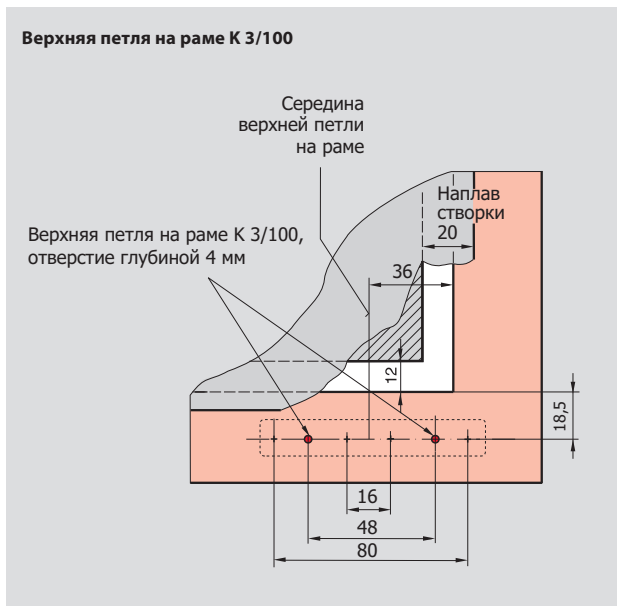 Верхняя петля на раме K 3/100
Середина
верхней петли
на раме
Наплав
створки
20
Верхняя петля на раме K 3/100,
отверстие глубиной 4 мм
36
12
18,5
16
48
80